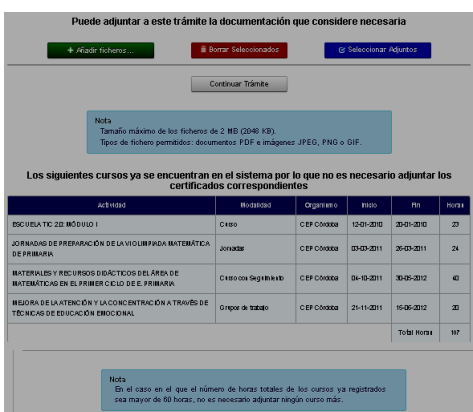 Puede adjuntar a este trámite la documentación que considere necesaria
+ Añadir ficheros... Borrar Seleccionados Seleccionar Adjuntos
Continuar Trámite
Nota
Tamaño máximo de los ficheros de 2 MB (2048 KB).
Tipos de fichero permitidos: documentos PDF e imágenes JPEG, PNG o GIF.
Los siguientes cursos ya se encuentran en el sistema por lo que no es necesario adjuntar los
certificados correspondientes
Actividad Modalidad Organismo Inicio Fin Horas
ESCUELA TIC 2.0: MÓDULO I Curso CEP Córdoba 12-01-2010 20-01-2010 23
JORNADAS DE PREPARACIÓN DE LA VI OLIMPIADA MATEMÁTICA
DE PRIMARIA Jornadas CEP Córdoba 03-03-2011 26-03-2011 24
MATERIALES Y RECURSOS DIDÁCTICOS DEL ÁREA DE
MATEMÁTICAS EN EL PRIMER CICLO DE E. PRIMARIA Curso con Seguimiento CEP Córdoba 04-10-2011 30-05-2012 40
MEJORA DE LA ATENCIÓN Y LA CONCENTRACIÓN A TRAVÉS DE
TÉCNICAS DE EDUCACIÓN EMOCIONAL Grupos de trabajo CEP Córdoba 21-11-2011 15-06-2012 20
Total Horas 107
Nota
En el caso en el que el número de horas totales de los cursos ya registrados
sea mayor de 60 horas, no es necesario adjuntar ningún curso más.